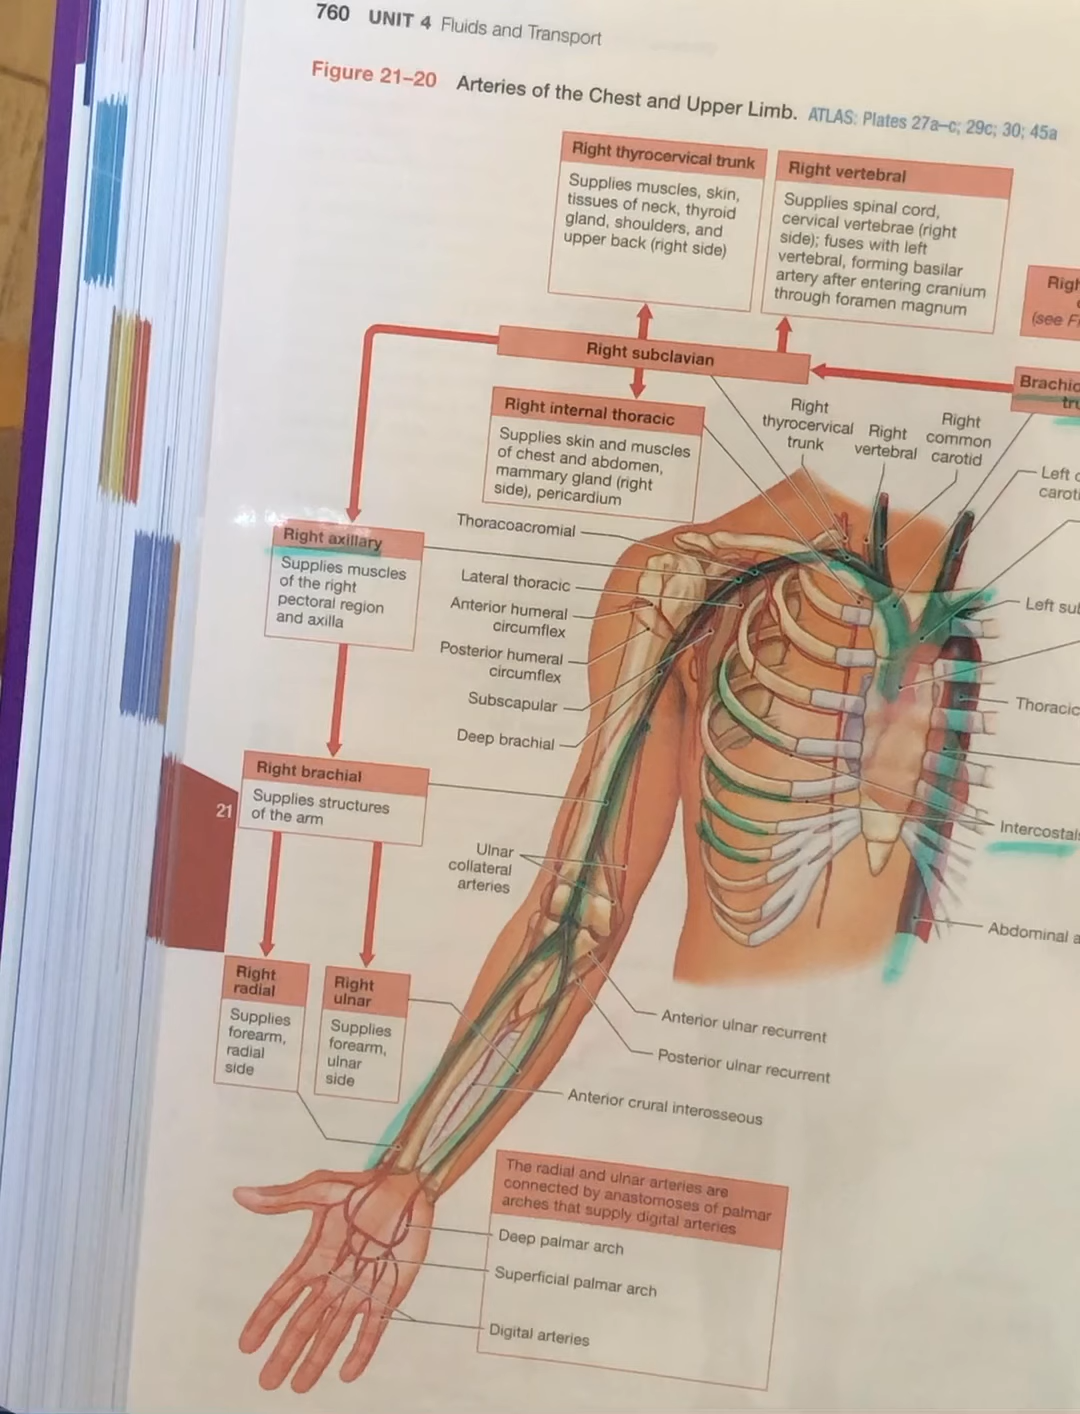 760 UNIT 4 Fluids and Transport
Figure 21–20 Arteries of the Chest and Upper Limb. ATLAS: Plates 27a–c; 29c; 30; 45a
Right thyrocervical trunk
Supplies muscles, skin,
tissues of neck, thyroid
gland, shoulders, and
upper back (right side)
Right vertebral
Supplies spinal cord,
cervical vertebrae (right
side); fuses with left
vertebral, forming basilar
artery after entering cranium
through foramen magnum
(see
Right subclavian
Right internal thoracic
Supplies skin and muscles
of chest and abdomen,
mammary gland (right
side), pericardium
Right
thyrocervical
trunk
Right
vertebral
Right
common
carotid
Left
Thoracoacromial
Right axillary
Supplies muscles
of the right
pectoral region
and axilla
Lateral thoracic
Anterior humeral
circumflex
Posterior humeral
circumflex
Subscapular
Deep brachial
Left
Thoracic
Right brachial
Supplies structures
of the arm
21
Ulnar
collateral
arteries
Intercostal
Abdominal
Right
radial
Supplies
forearm,
radial
side
Right
ulnar
Supplies
forearm,
ulnar
side
Anterior ulnar recurrent
Posterior ulnar recurrent
Anterior crural interosseous
The radial and ulnar arteries are
connected by anastomoses of palmar
arches that supply digital arteries
Deep palmar arch
Superficial palmar arch
Digital arteries